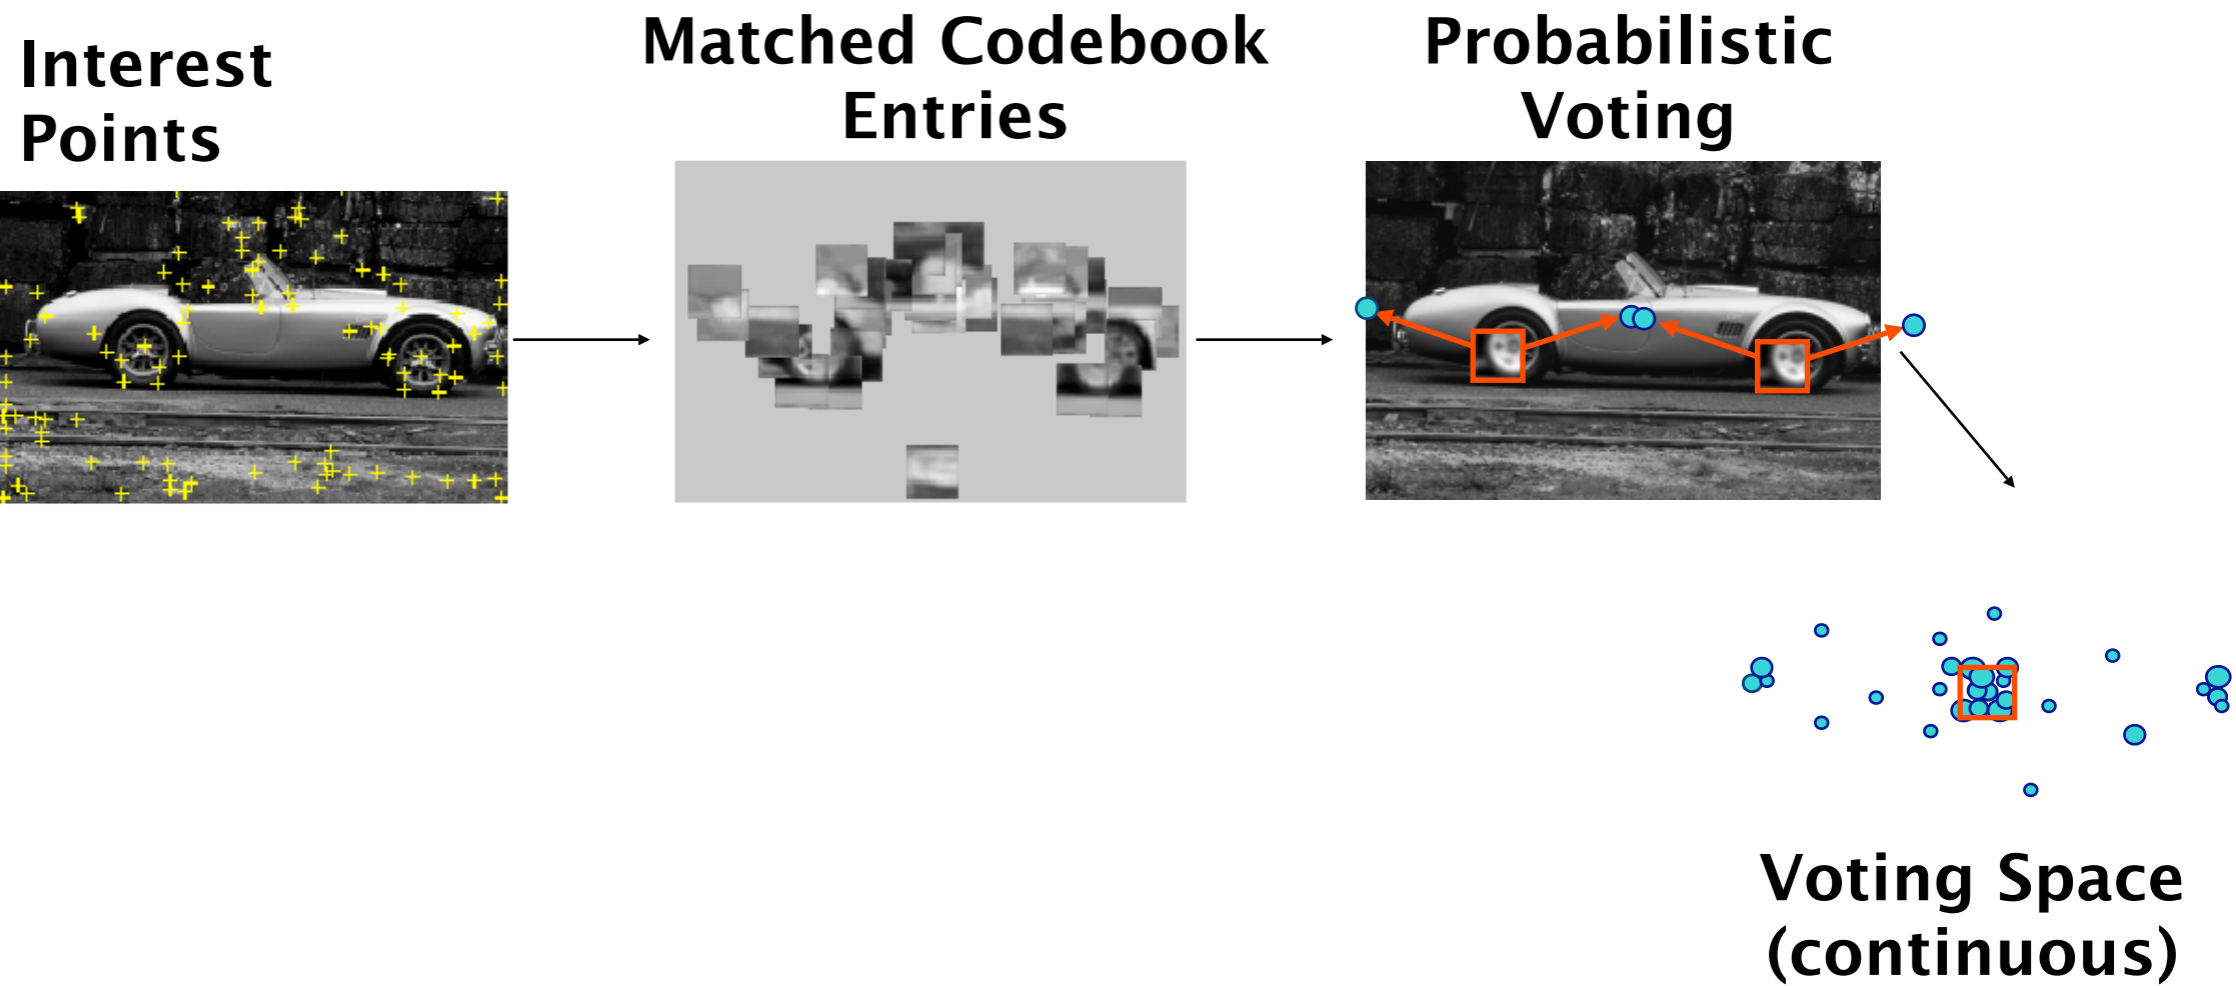 Interest
Points
Matched Codebook
Entries
Probabilistic
Voting
Voting Space
(continuous)